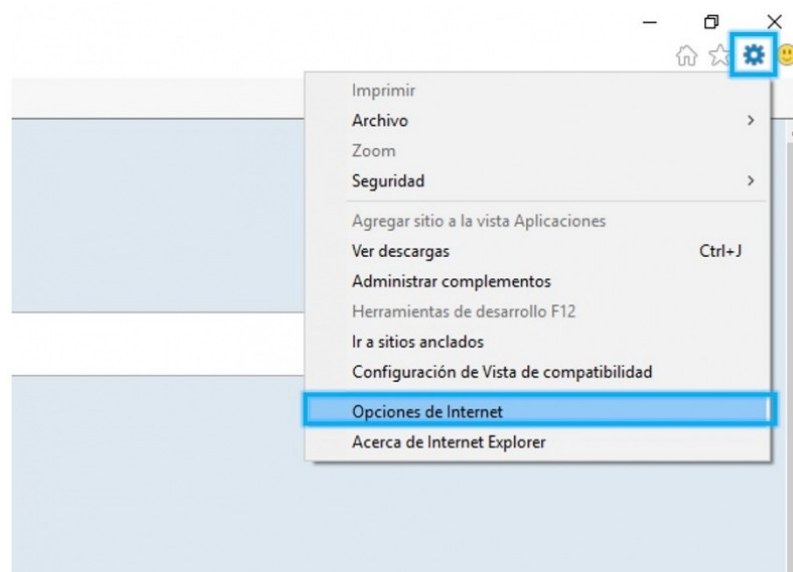 Imprimir
Archivo
Zoom
Seguridad
Agregar sitio a la vista Aplicaciones
Ver descargas Ctrl+J
Administrar complementos
Herramientas de desarrollo F12
Ir a sitios anclados
Configuración de Vista de compatibilidad
Opciones de Internet
Acerca de Internet Explorer